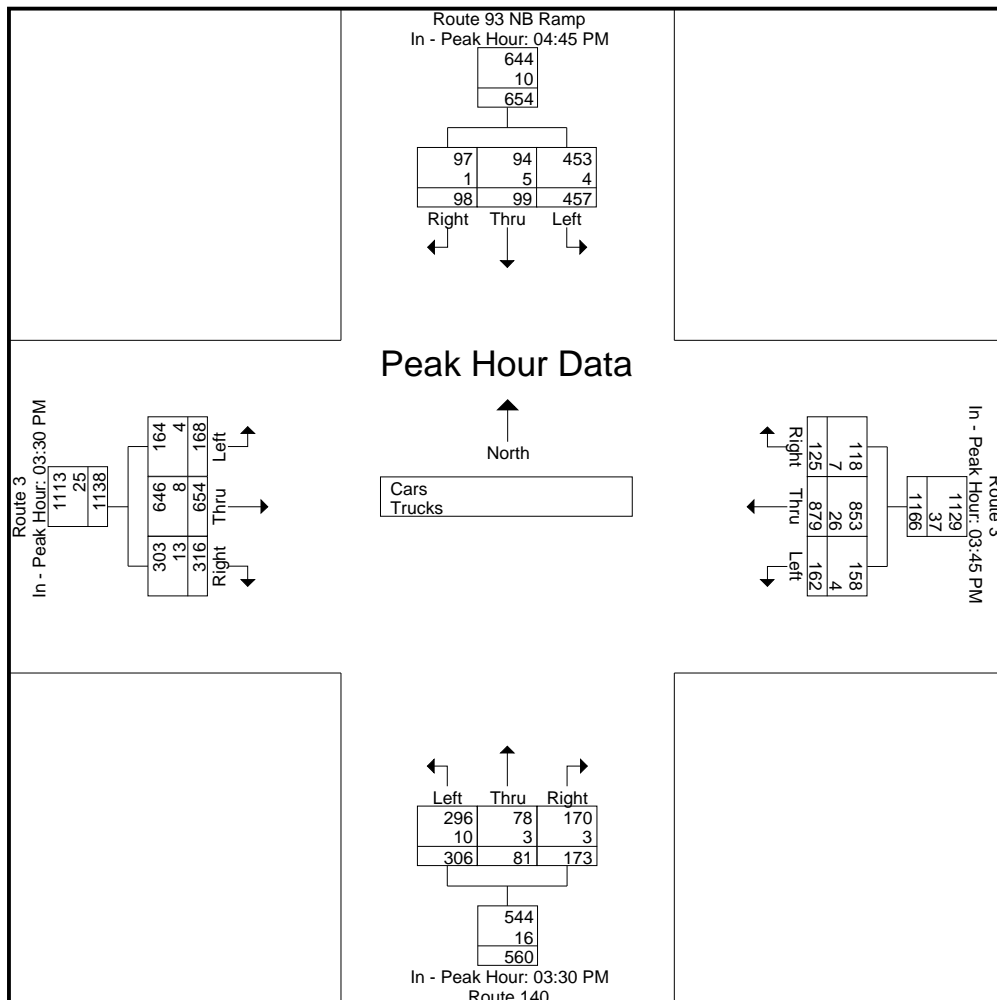 Route 93 NB Ramp
In - Peak Hour: 04:45 PM
644
10
654
97 94 453
1 5 4
98 99 457
Right Thru Left
Peak Hour Data
North
Cars
Trucks
Route 3
In - Peak Hour: 03:30 PM
1113
25
1138
164 4 168
646 8 654
303 13 316
Left
Thru
Right
Right
Thru
Left
125 7 118
879 26 853
162 4 158
1166
37
1129
In - Peak Hour: 03:45 PM
Route 3
Left Thru Right
296 78 170
10 3 3
306 81 173
544
16
560
In - Peak Hour: 03:30 PM
Route 140